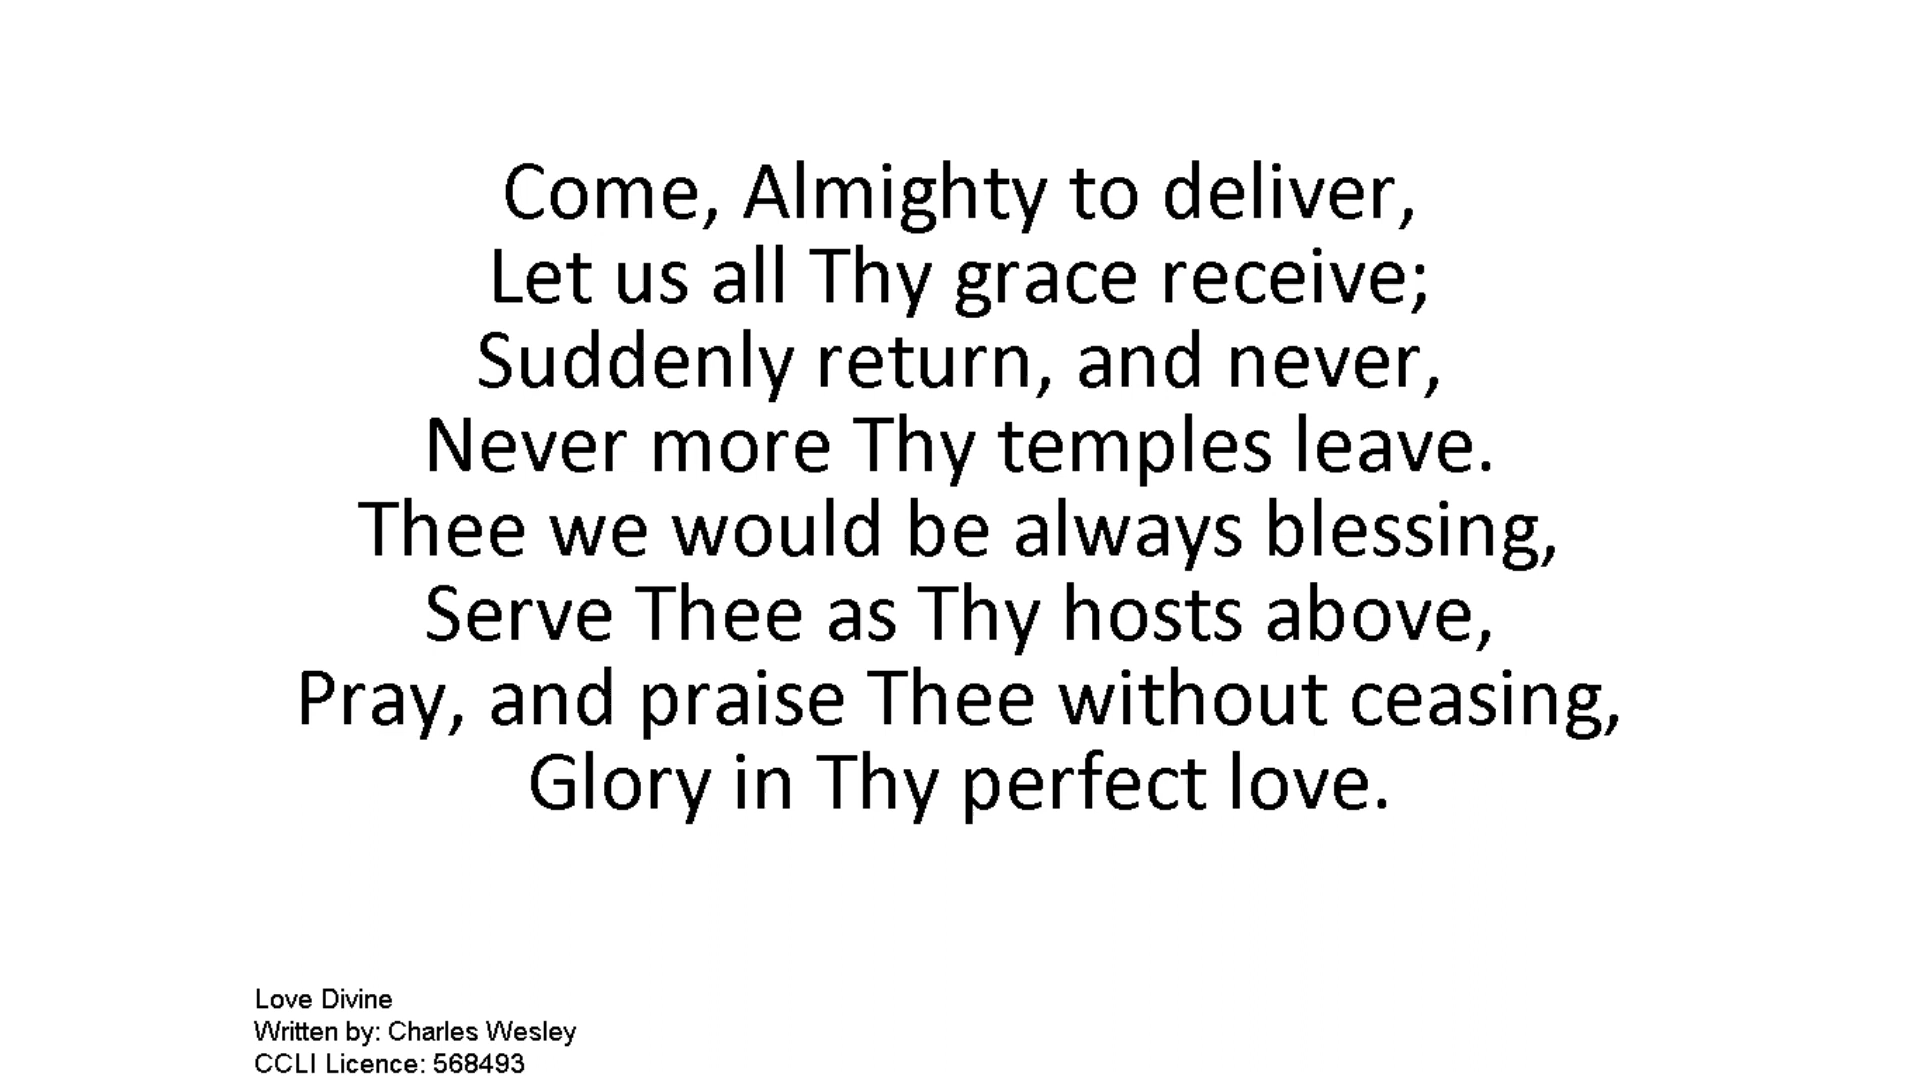 Come, Almighty to deliver,
Let us all Thy grace receive;
Suddenly return, and never,
Never more Thy temples leave.
Thee we would be always blessing,
Serve Thee as Thy hosts above,
Pray, and praise Thee without ceasing,
Glory in Thy perfect love.
Love Divine
Written by: Charles Wesley
CCLI Licence: 568493